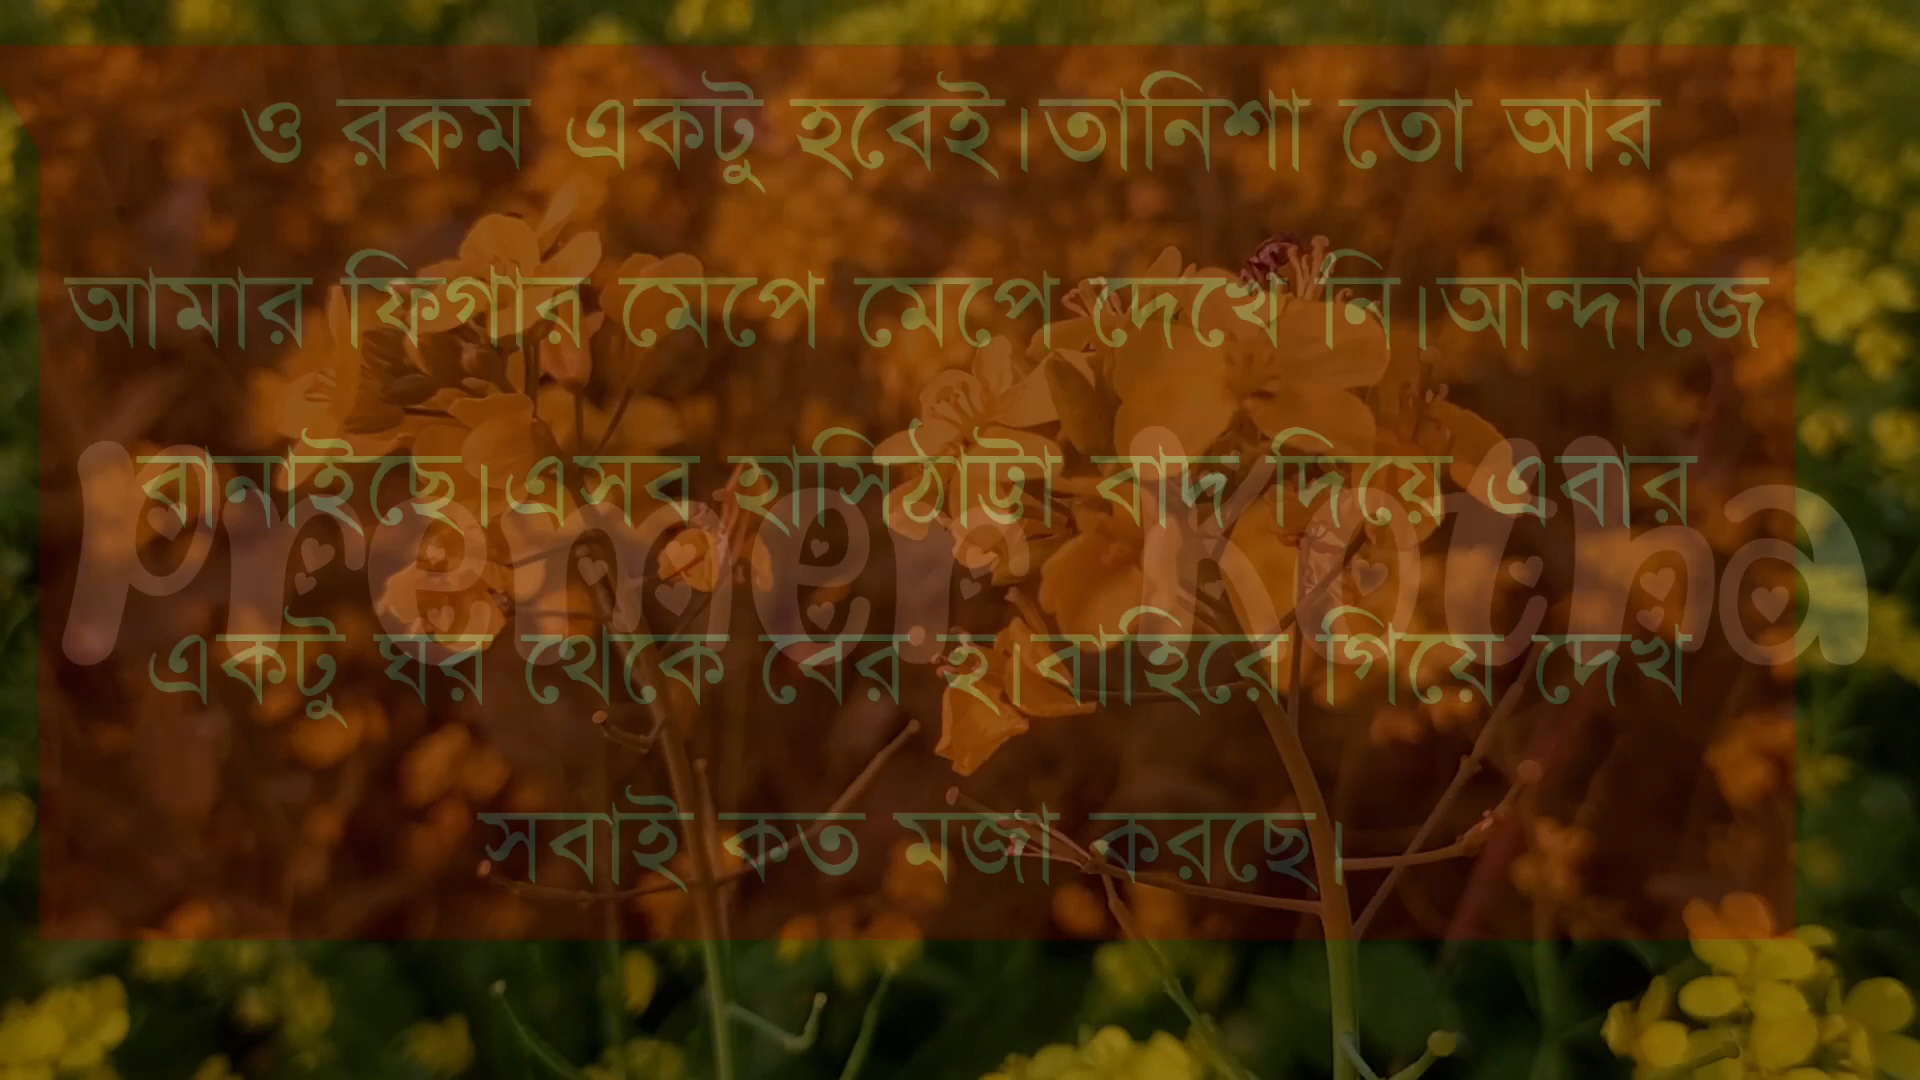 ও রকম একটু হবেই।তানিশা তো আর
আমার ফিগার মেপে মেপে দেখে নি।আন্দাজে
বানাইছে।এসব হাসিঠাট্টা বাদ দিয়ে এবার
premer Kotha
একটু ঘর থেকে বের হ।বাহিরে গিয়ে দেখ
সবাই কত মজা করছে।